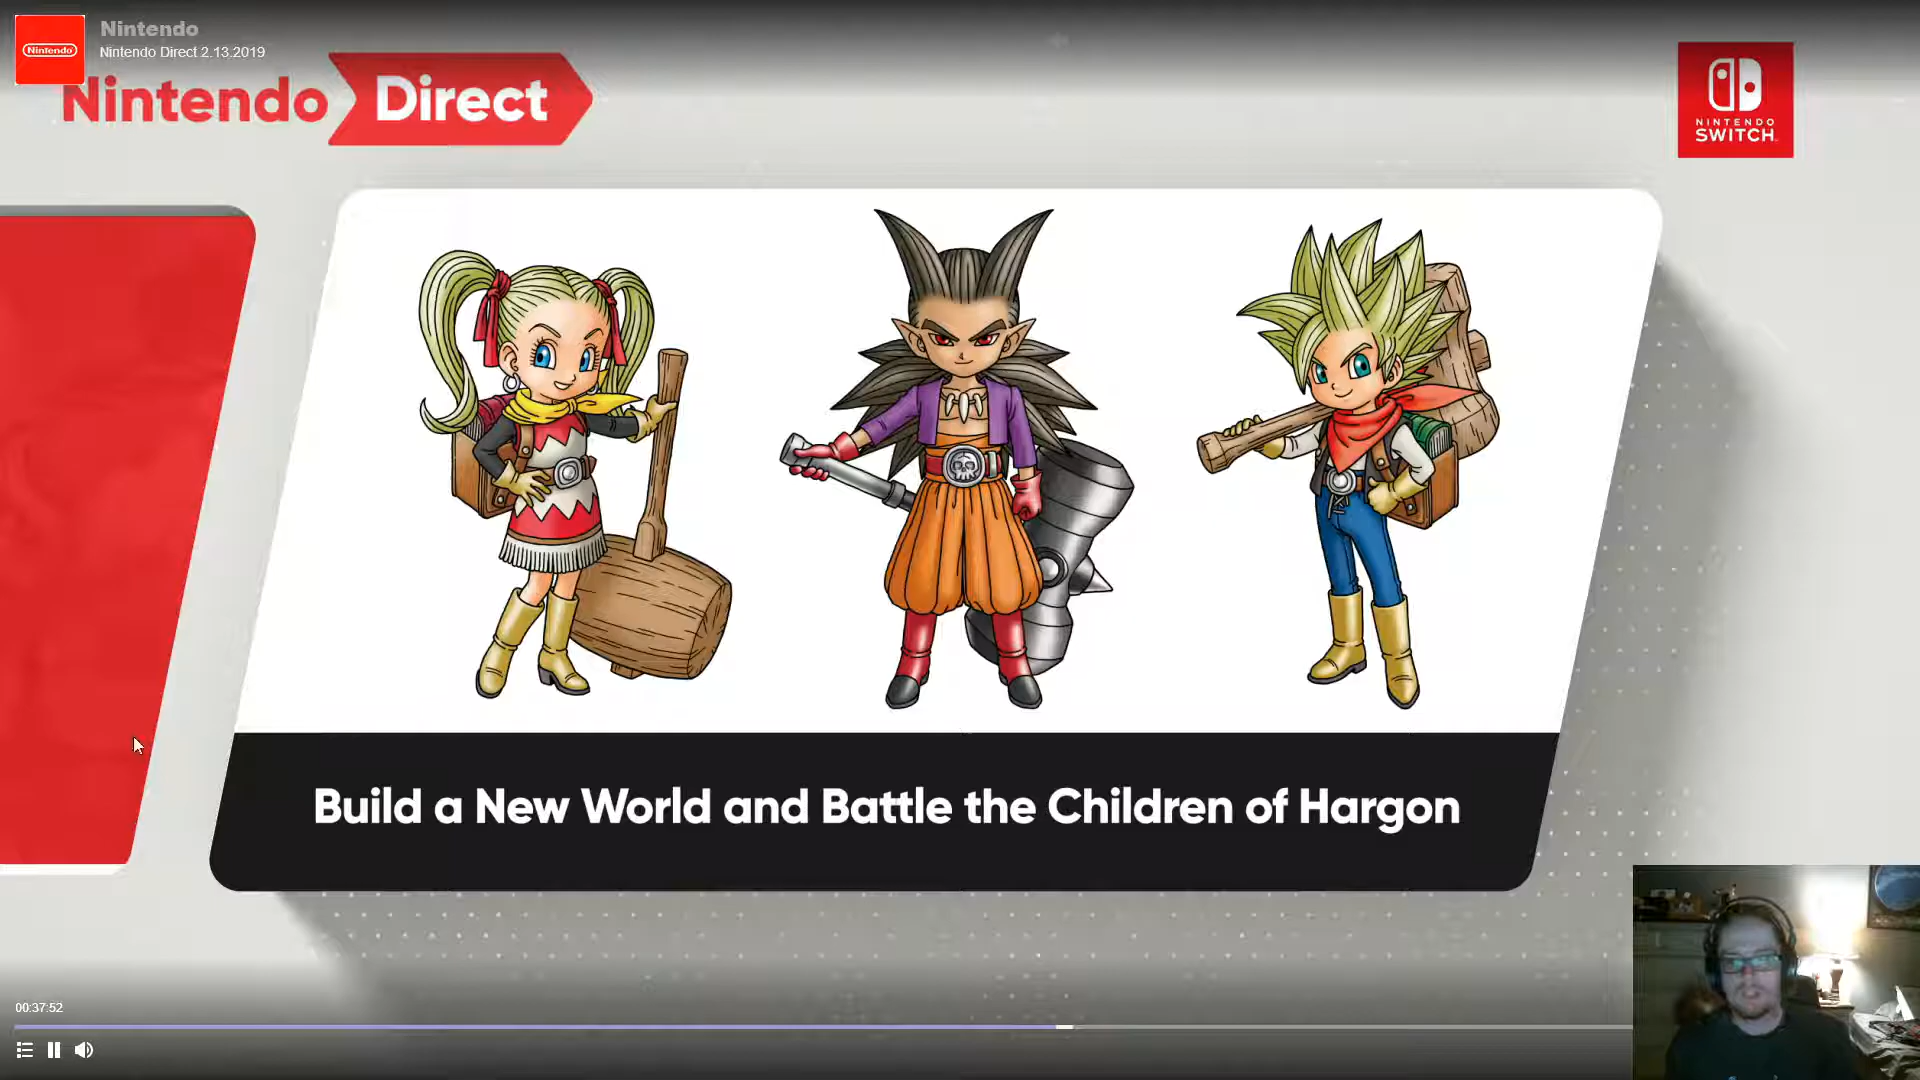 Nintendo
Nintendo
Nintendo Direct 2.13.2019
Nintendo Direct
NINTENDO
SWITCH
Build a New World and Battle the Children of Hargon
00:37:52